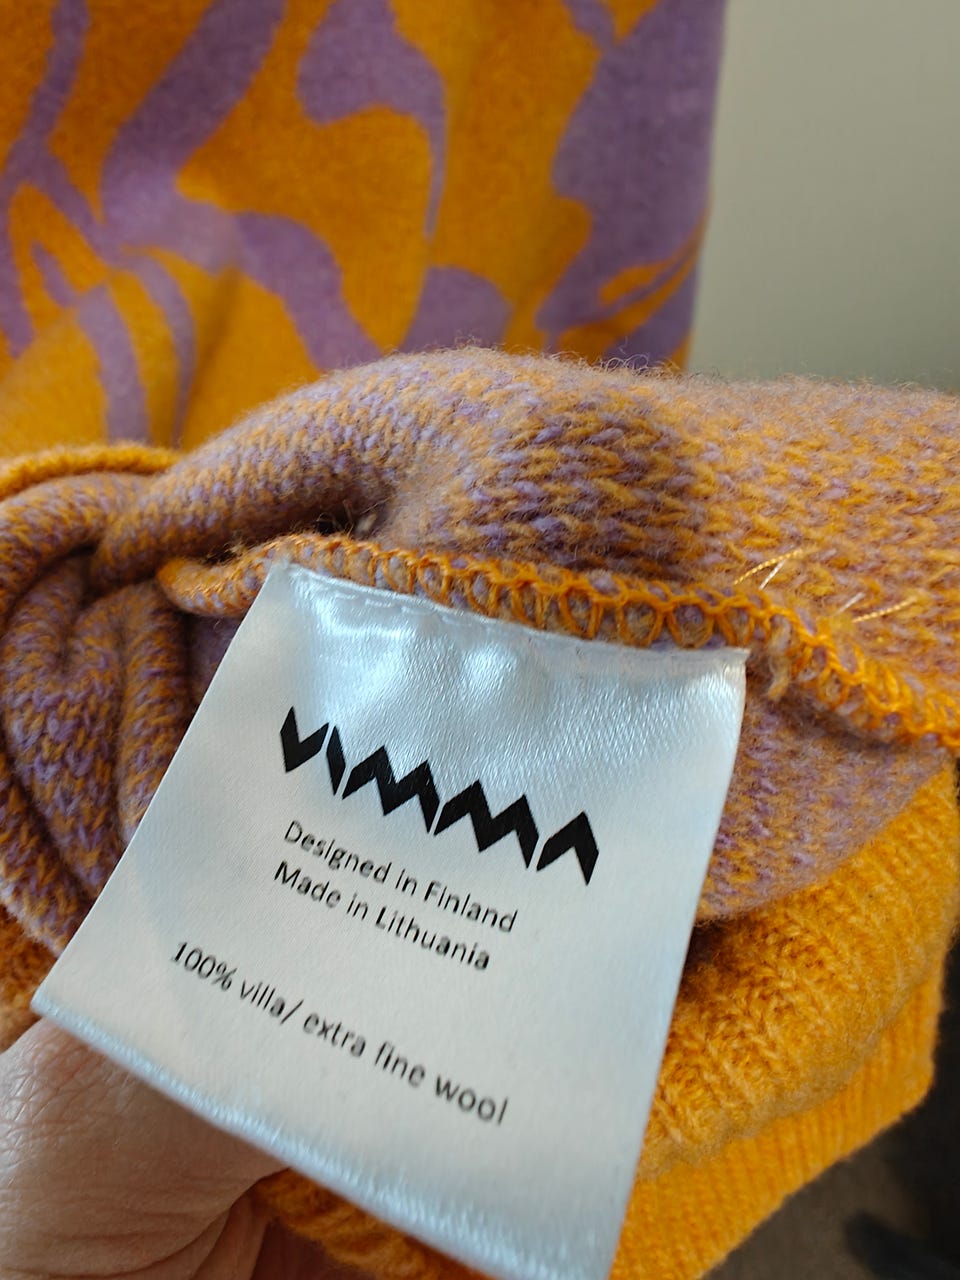 VIMMA
Designed in Finland
Made in Lithuania
100% villa/ extra fine wool